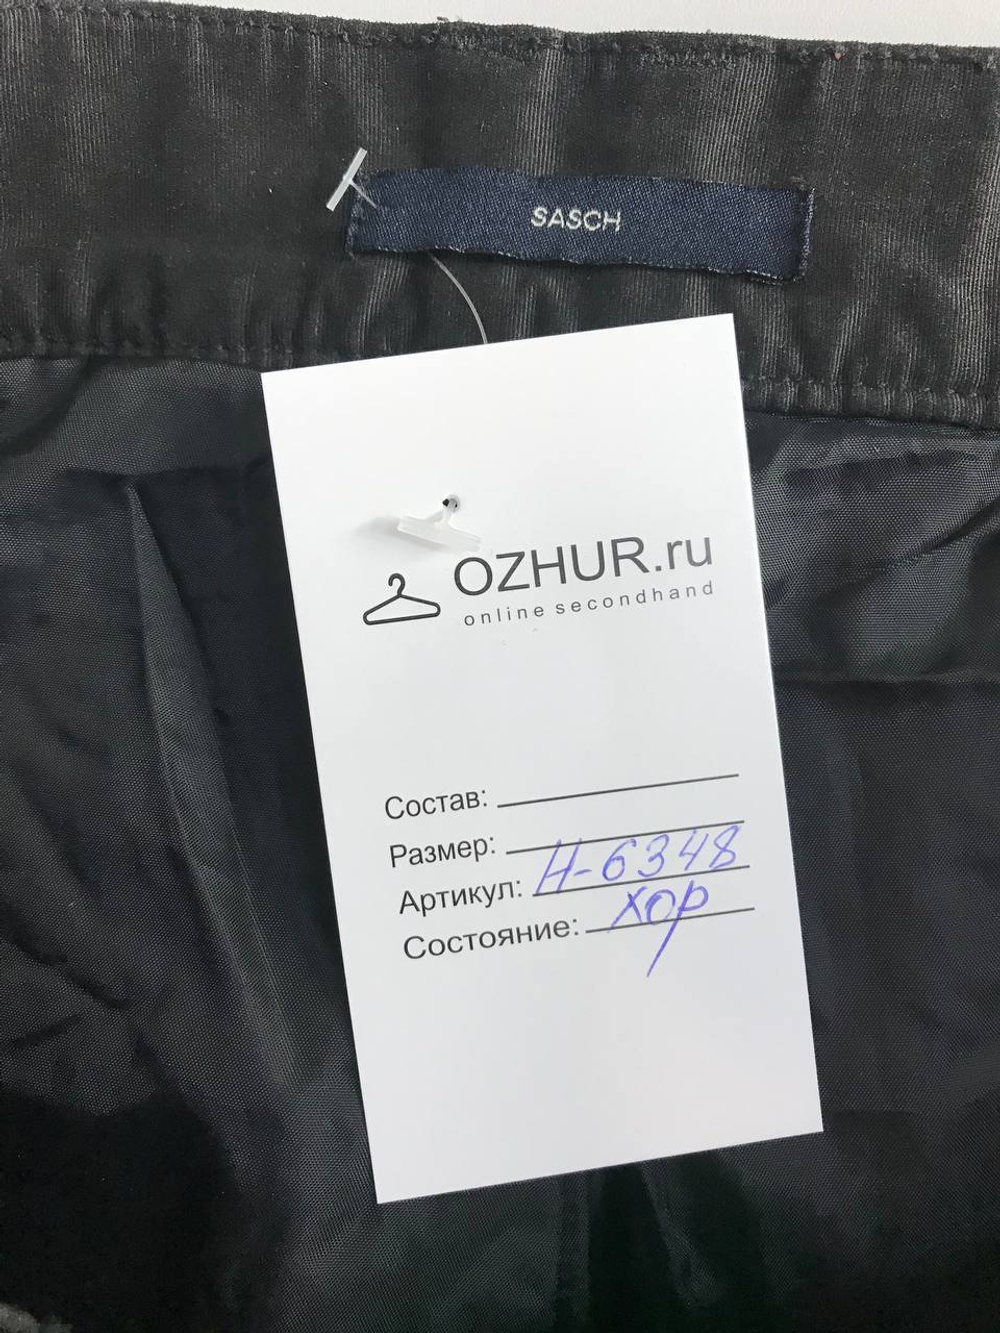 SASCH
OZHUR.ru
online secondhand
Состав:
Размер:
Артикул: Н-6348
Состояние: хор